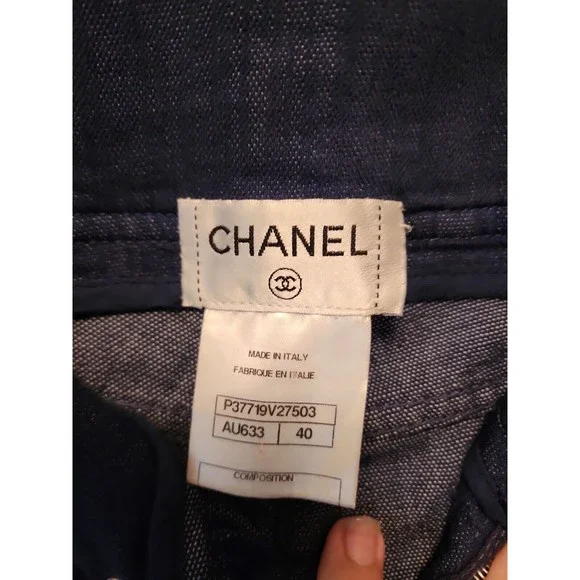 CHANEL
MADE IN ITALY
FABRIQUE EN ITALIE
P37719V27503
AU633 40
COMPOSITION